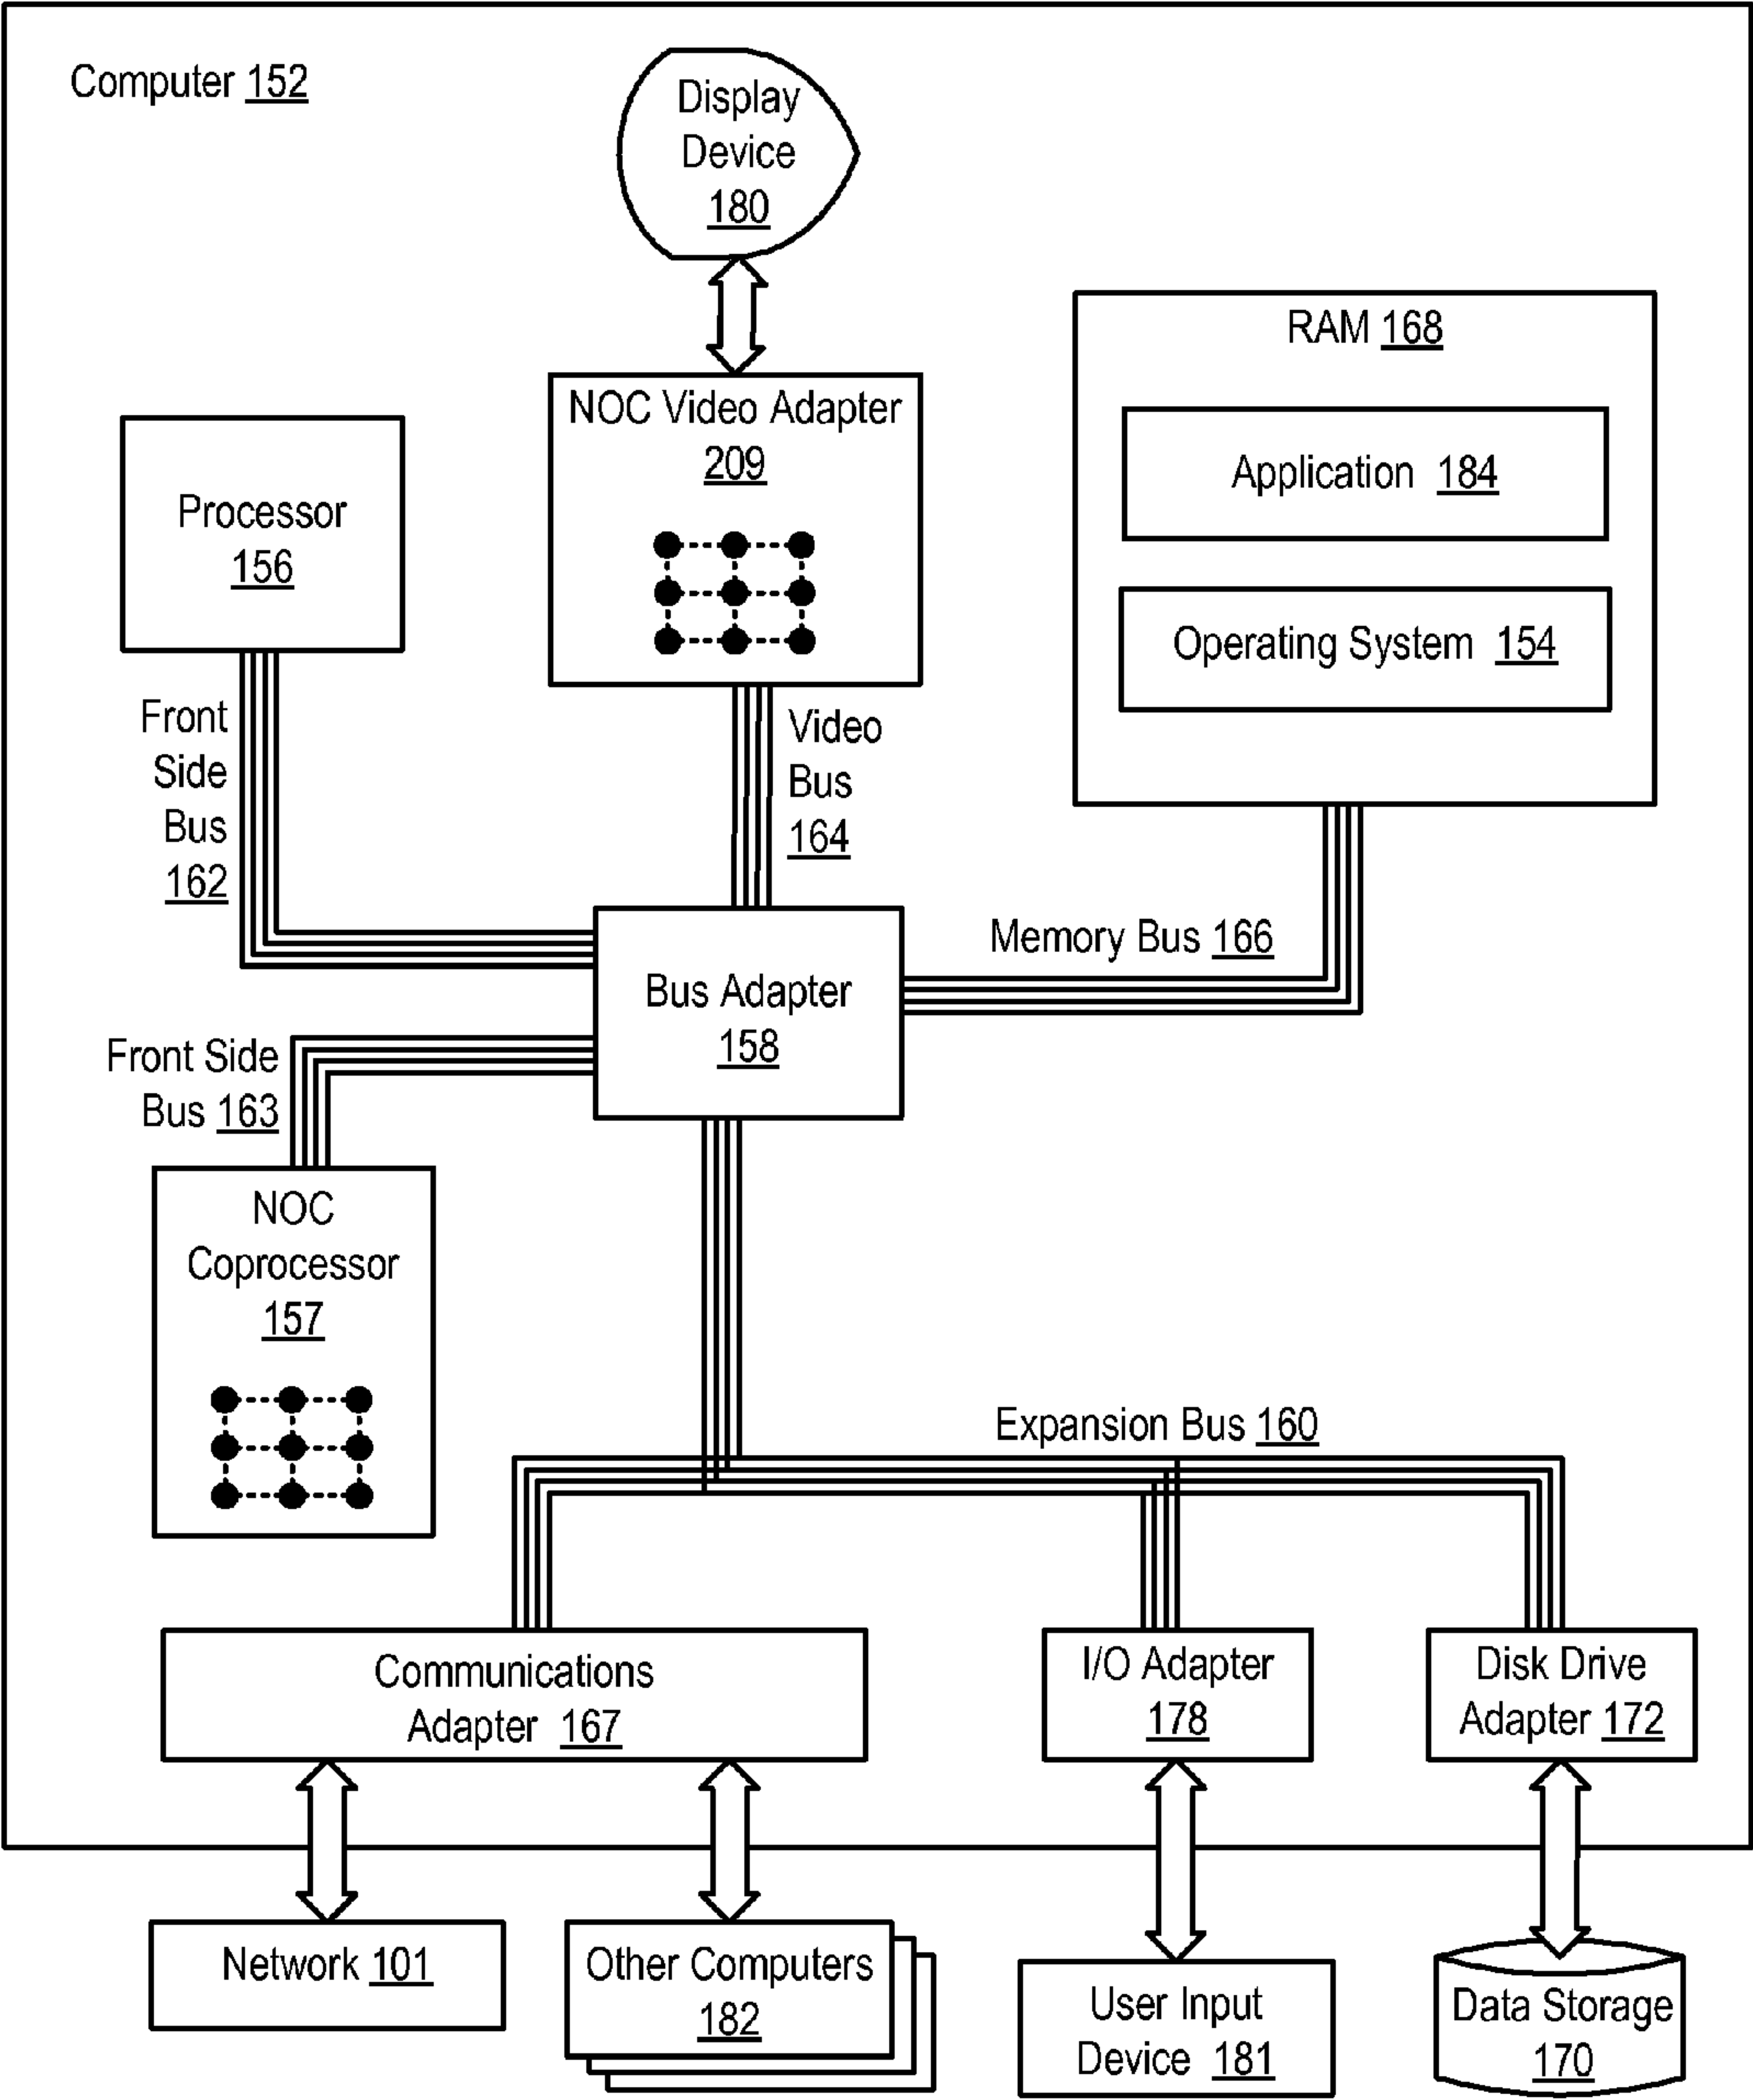 Computer 152
Display
Device
180
NOC Video Adapter
209
RAM 168
Application 184
Operating System 154
Processor
156
Front
Side
Bus
162
Video
Bus
164
Memory Bus 166
Bus Adapter
158
Front Side
Bus 163
NOC
Coprocessor
157
Expansion Bus 160
Communications
Adapter 167
I/O Adapter
178
Disk Drive
Adapter 172
Network 101
Other Computers
182
User Input
Device 181
Data Storage
170